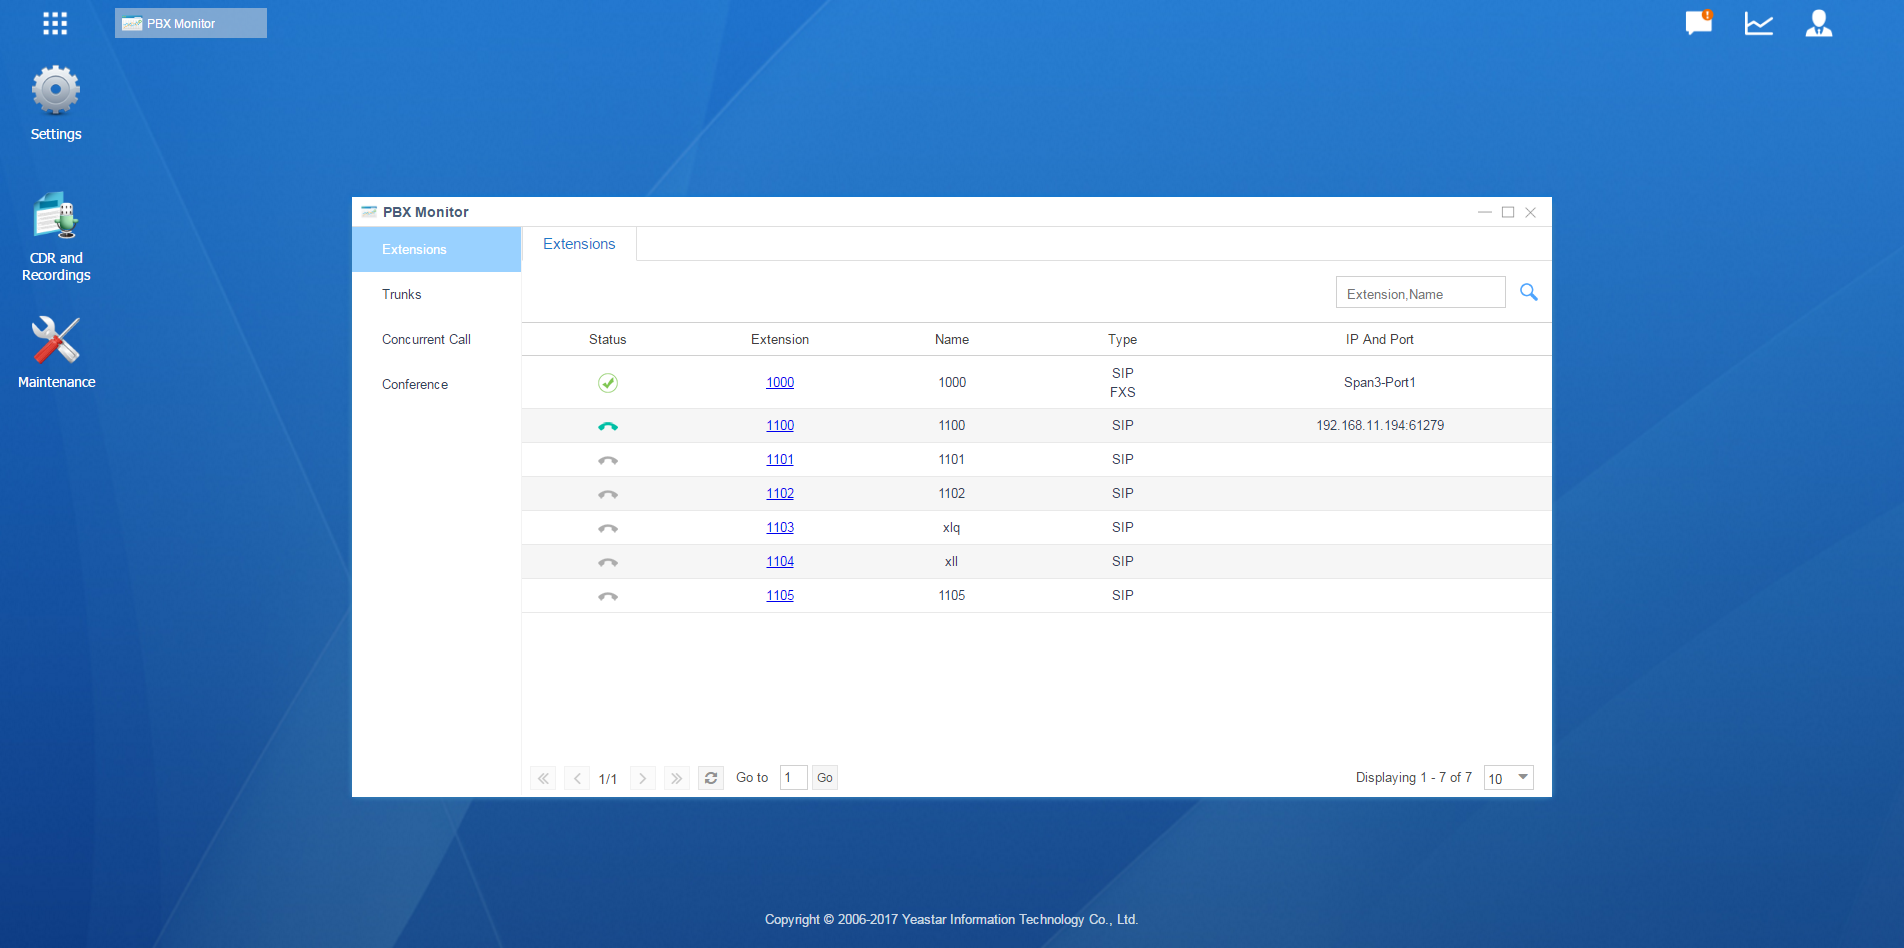 PBX Monitor
Settings
CDR and
Recordings
Maintenance
PBX Monitor
Extensions
Trunks
Concurrent Call
Conference
Extensions
Extension,Name
Status Extension Name Type IP And Port
1000 1000 SIP FXS Span3-Port1
1100 1100 SIP 192.168.11.194:61279
1101 1101 SIP
1102 1102 SIP
1103 xlq SIP
1104 xll SIP
1105 1105 SIP
1/1 Go to 1 Go Displaying 1 - 7 of 7 10
Copyright © 2006-2017 Yeastar Information Technology Co., Ltd.